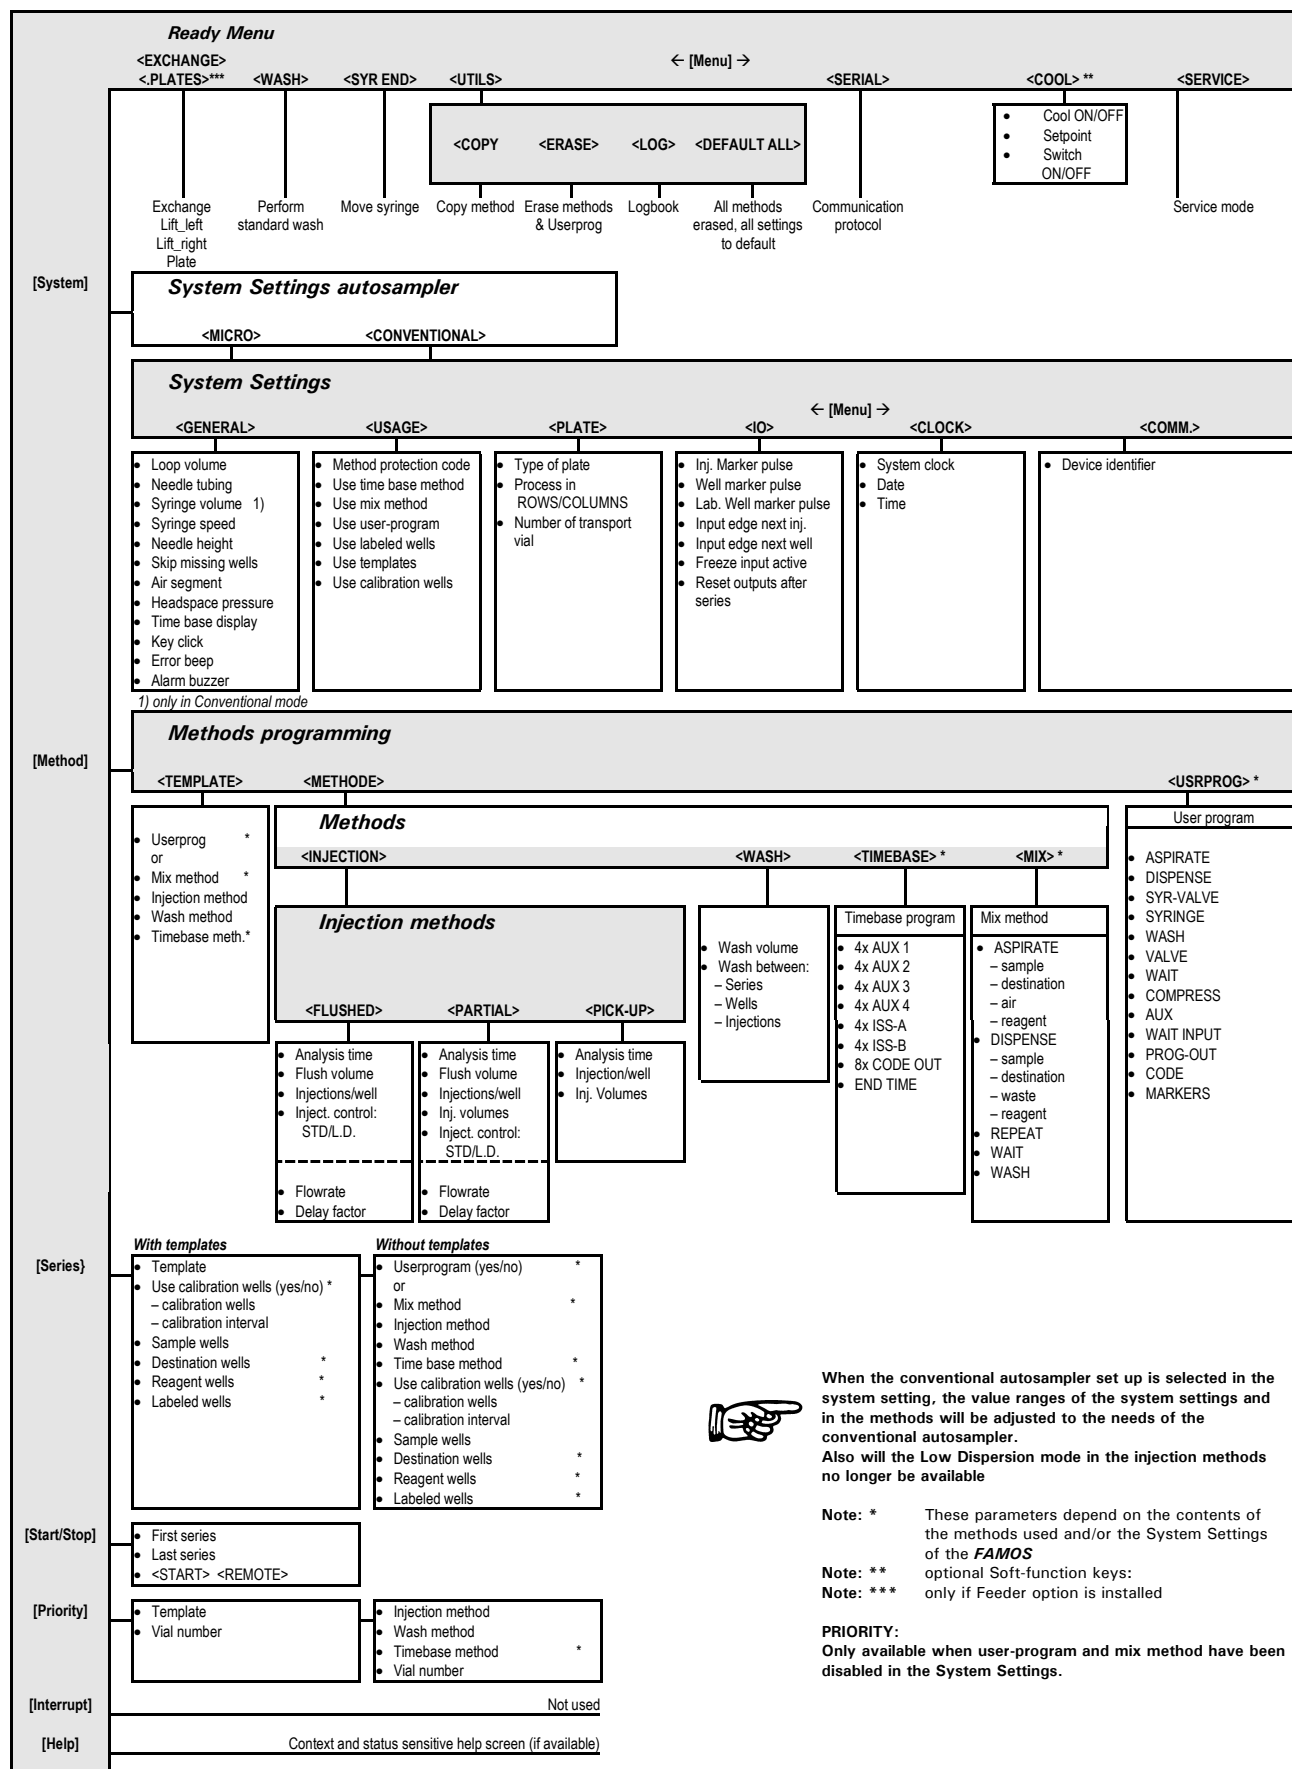 Ready Menu
<EXCHANGE>
<.PLATES>***
<WASH>
<SYR END>
<UTILS>
← [Menu] →
<SERIAL>
<COOL> **
<SERVICE>
• Cool ON/OFF
• Setpoint
• Switch
ON/OFF
<COPY
<ERASE>
<LOG>
<DEFAULT ALL>
Exchange
Lift_left
Lift_right
Plate
Perform
standard wash
Move syringe
Copy method
Erase methods
& Userprog
Logbook
All methods
erased, all settings
to default
Communication
protocol
Service mode
[System]
System Settings autosampler
<MICRO>
<CONVENTIONAL>
System Settings
← [Menu] →
<GENERAL>
<USAGE>
<PLATE>
<IO>
<CLOCK>
<COMM.>
• Loop volume
• Needle tubing
• Syringe volume 1)
• Syringe speed
• Needle height
• Skip missing wells
• Air segment
• Headspace pressure
• Time base display
• Key click
• Error beep
• Alarm buzzer
• Method protection code
• Use time base method
• Use mix method
• Use user-program
• Use labeled wells
• Use templates
• Use calibration wells
• Type of plate
• Process in
ROWS/COLUMNS
• Number of transport
vial
• Inj. Marker pulse
• Well marker pulse
• Lab. Well marker pulse
• Input edge next inj.
• Input edge next well
• Freeze input active
• Reset outputs after
series
• System clock
• Date
• Time
• Device identifier
1) only in Conventional mode
[Method]
Methods programming
<TEMPLATE>
<METHODE>
<USRPROG> *
• Userprog *
or
• Mix method *
• Injection method
• Wash method
• Timebase meth.*
Methods
<INJECTION>
<WASH>
<TIMEBASE> *
<MIX> *
Injection methods
<FLUSHED>
<PARTIAL>
<PICK-UP>
• Analysis time
• Flush volume
• Injections/well
• Inject. control:
STD/L.D.
• Flowrate
• Delay factor
• Analysis time
• Flush volume
• Injections/well
• Inj. volumes
• Inject. control:
STD/L.D.
• Flowrate
• Delay factor
• Analysis time
• Injection/well
• Inj. Volumes
• Wash volume
• Wash between:
– Series
– Wells
– Injections
Timebase program
• 4x AUX 1
• 4x AUX 2
• 4x AUX 3
• 4x AUX 4
• 4x ISS-A
• 4x ISS-B
• 8x CODE OUT
• END TIME
Mix method
• ASPIRATE
– sample
– destination
– air
– reagent
• DISPENSE
– sample
– destination
– waste
– reagent
• REPEAT
• WAIT
• WASH
User program
• ASPIRATE
• DISPENSE
• SYR-VALVE
• SYRINGE
• WASH
• VALVE
• WAIT
• COMPRESS
• AUX
• WAIT INPUT
• PROG-OUT
• CODE
• MARKERS
[Series}
With templates
• Template
• Use calibration wells (yes/no) *
– calibration wells
– calibration interval
• Sample wells
• Destination wells *
• Reagent wells *
• Labeled wells *
Without templates
• Userprogram (yes/no) *
or
• Mix method *
• Injection method
• Wash method
• Time base method *
• Use calibration wells (yes/no) *
– calibration wells
– calibration interval
• Sample wells
• Destination wells *
• Reagent wells *
• Labeled wells *
When the conventional autosampler set up is selected in the
system setting, the value ranges of the system settings and
in the methods will be adjusted to the needs of the
conventional autosampler.
Also will the Low Dispersion mode in the injection methods
no longer be available
Note: * These parameters depend on the contents of
the methods used and/or the System Settings
of the FAMOS
Note: ** optional Soft-function keys:
Note: *** only if Feeder option is installed
PRIORITY:
Only available when user-program and mix method have been
disabled in the System Settings.
[Start/Stop]
• First series
• Last series
• <START> <REMOTE>
[Priority]
• Template
• Vial number
• Injection method
• Wash method
• Timebase method *
• Vial number
[Interrupt]
Not used
[Help]
Context and status sensitive help screen (if available)